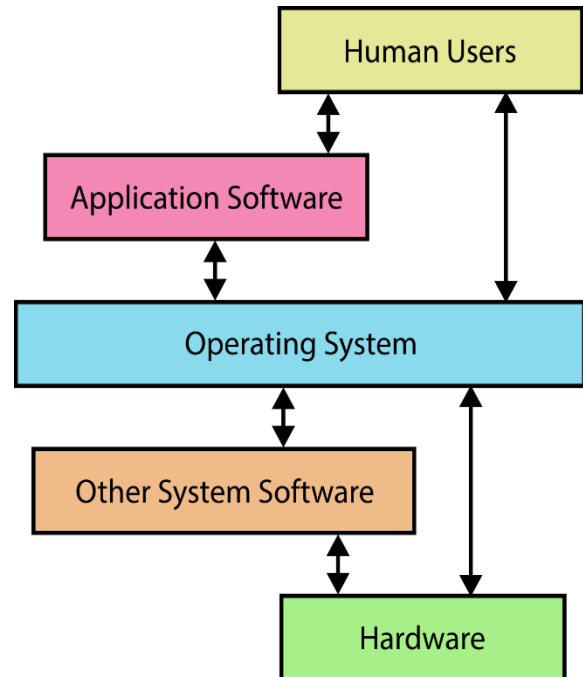 Human Users
Application Software
Operating System
Other System Software
Hardware